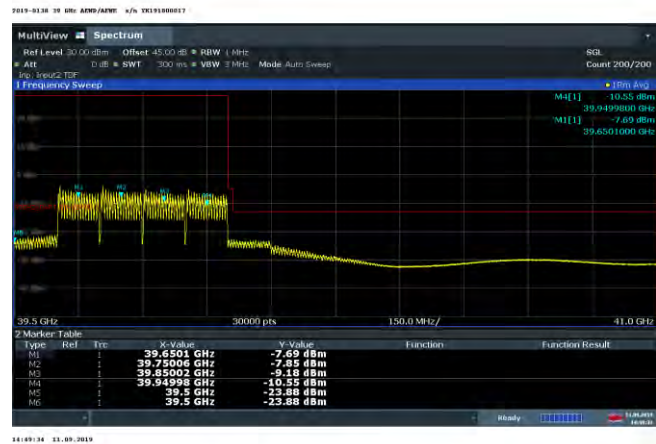 2019-0138 39 GHz AEWD/AEWE s/n YK191000017
MultiView Spectrum
Ref Level 30.00 dBm Offset 45.00 dB RBW 1 MHz SGL
Att 0 dB SWT 300 ms VBW 3 MHz Mode Auto Sweep Count 200/200
Inp: Input2 TDF
1 Frequency Sweep 1Rm Avg
M4[1] -10.55 dBm
39.9499800 GHz
M1[1] -7.69 dBm
39.6501000 GHz
M1 M2 M3
39.5 GHz 30000 pts 150.0 MHz/ 41.0 GHz
2 Marker Table
Type Ref Trc X-Value Y-Value Function Function Result
M1 1 39.6501 GHz -7.69 dBm
M2 1 39.75006 GHz -7.85 dBm
M3 1 39.85002 GHz -9.18 dBm
M4 1 39.94998 GHz -10.55 dBm
M5 1 39.5 GHz -23.88 dBm
M6 1 39.5 GHz -23.88 dBm
Ready
14:49:34 11.09.2019